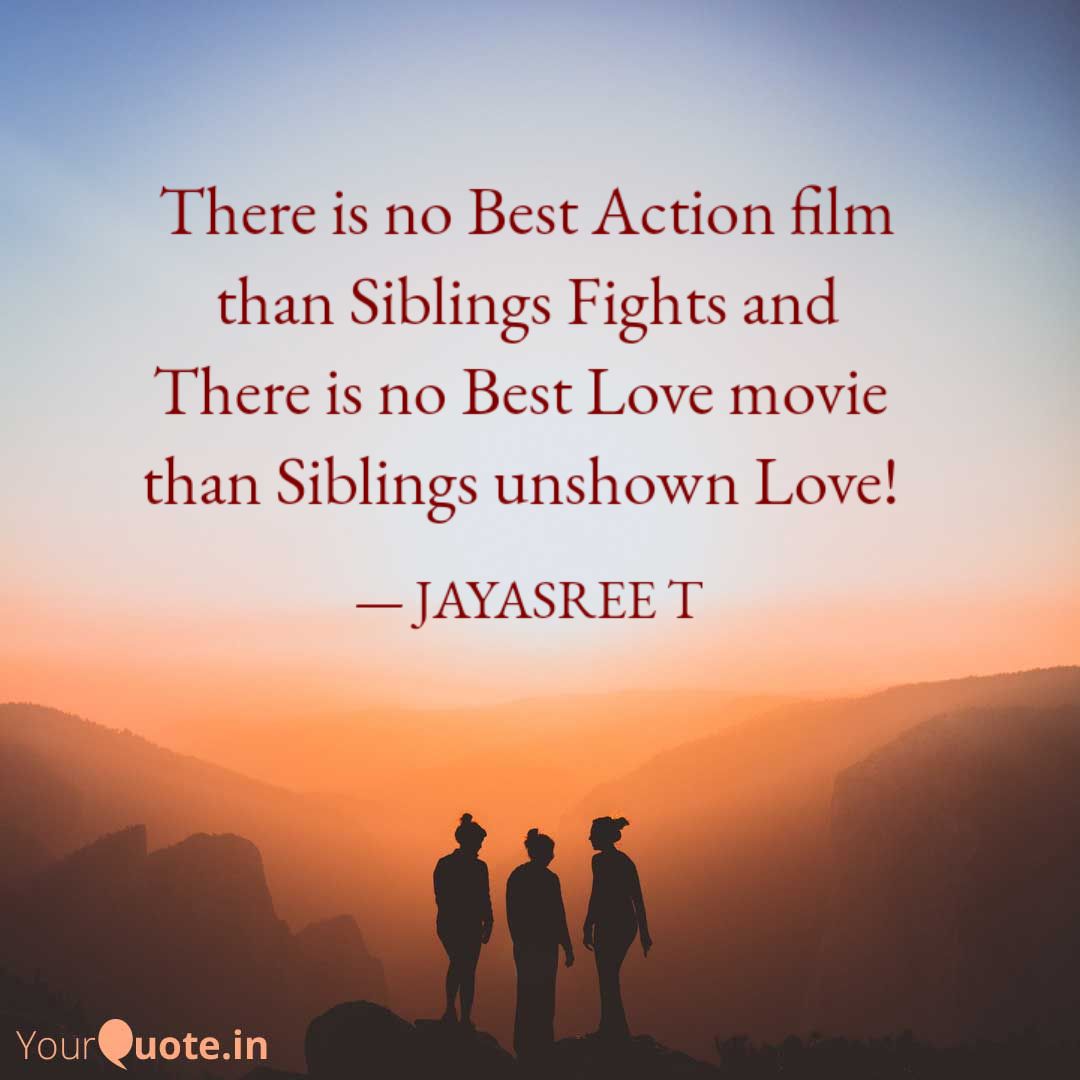 There is no Best Action film
than Siblings Fights and
There is no Best Love movie
than Siblings unshown Love!
— JAYASREE T
YourQuote.in